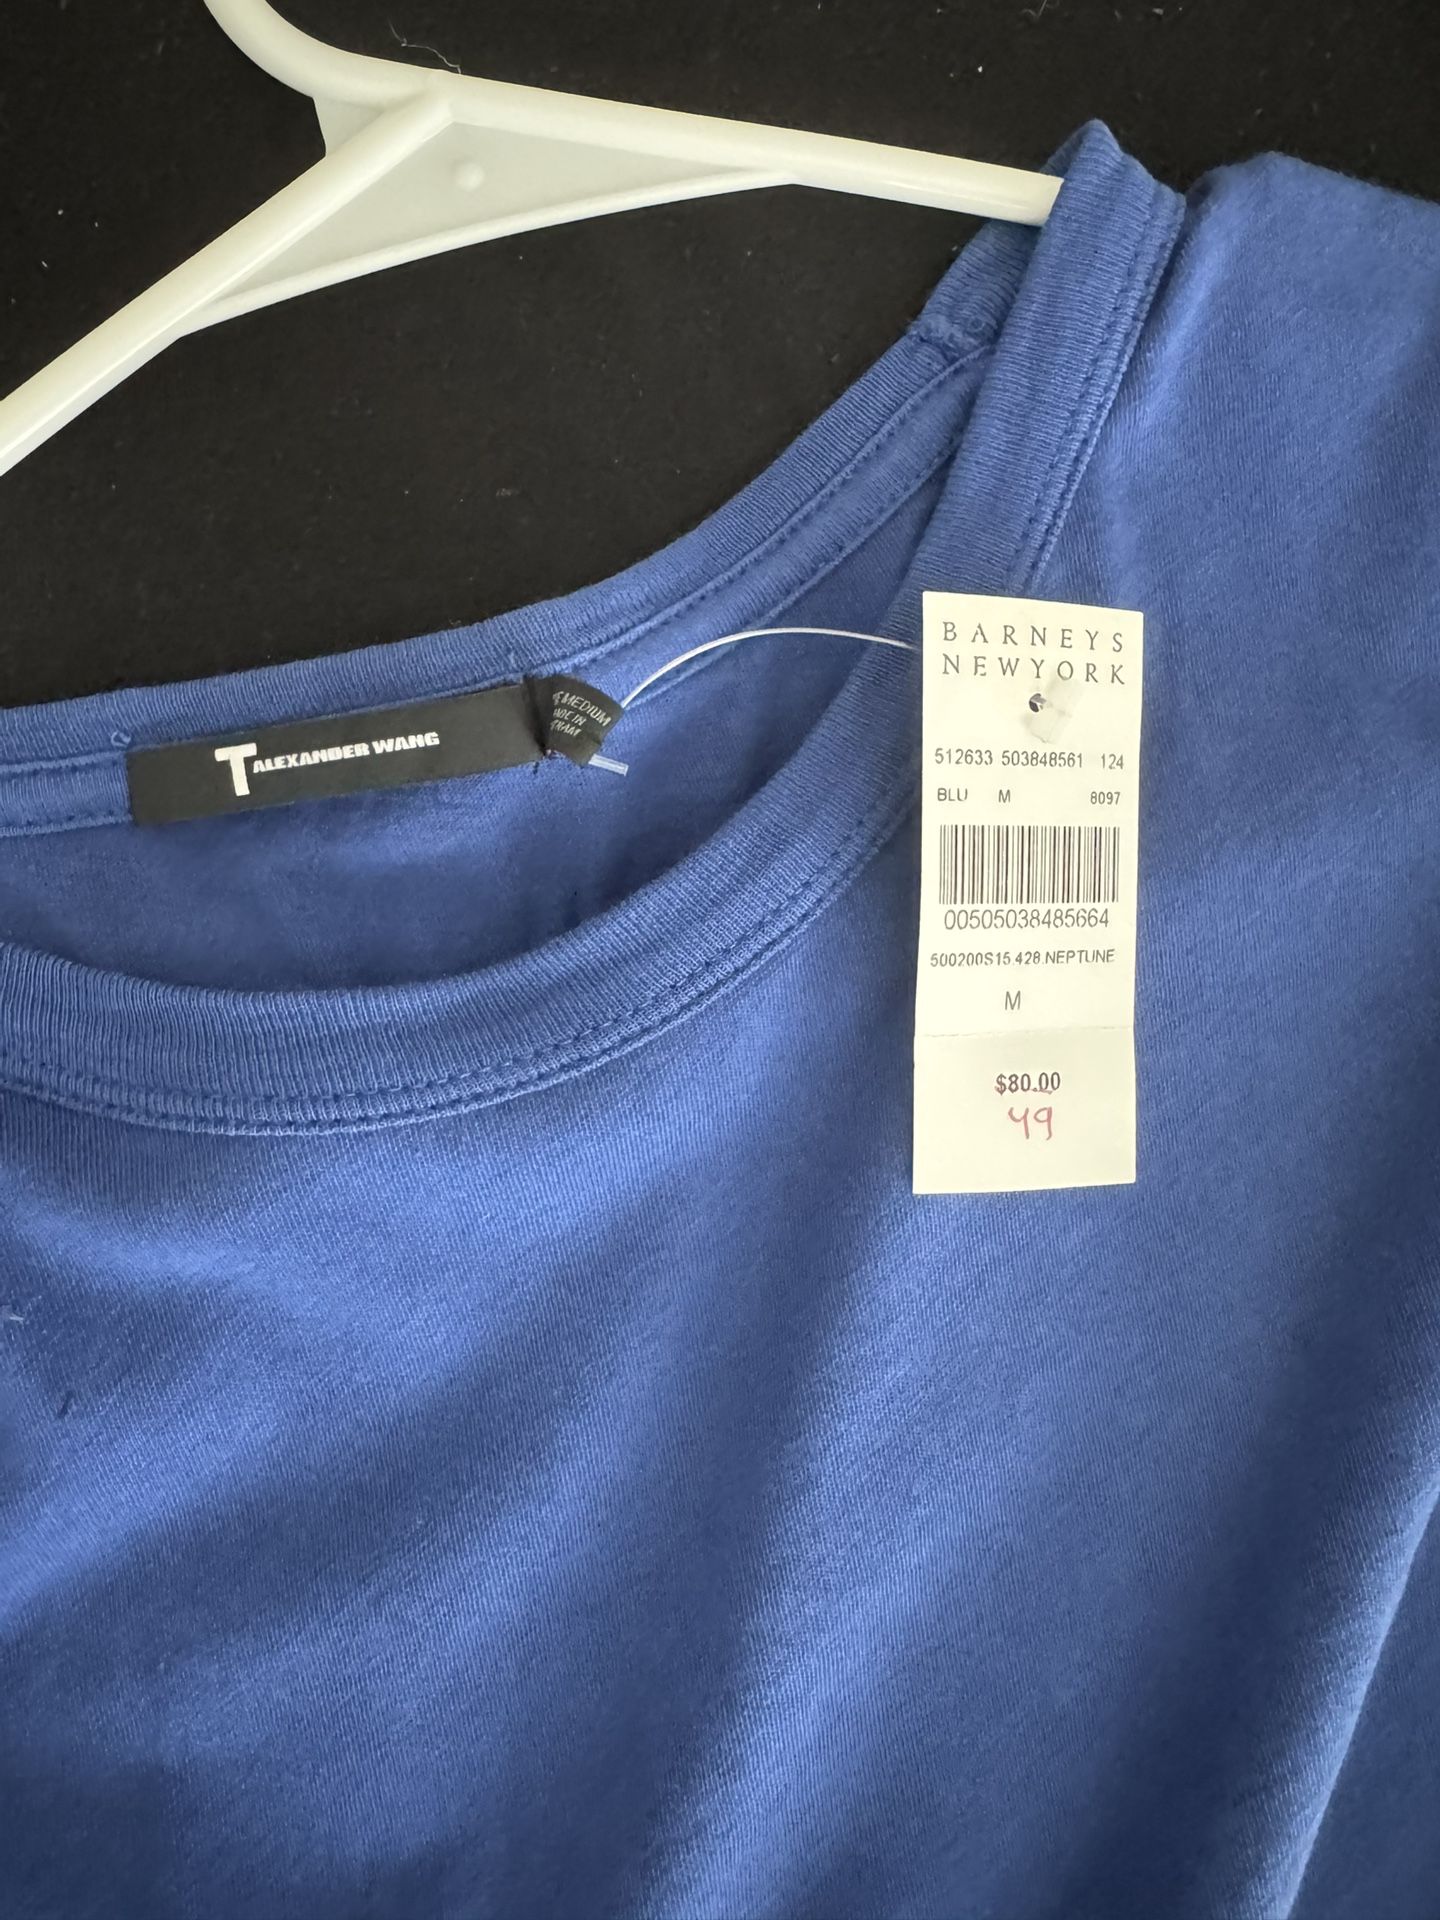 T ALEXANDER WANG
MEDIUM
BARNEYS
NEWYORK
512633 503848561 124
BLU M 8097
00505038485664
500200S15.428.NEPTUNE
M
$80.00
49